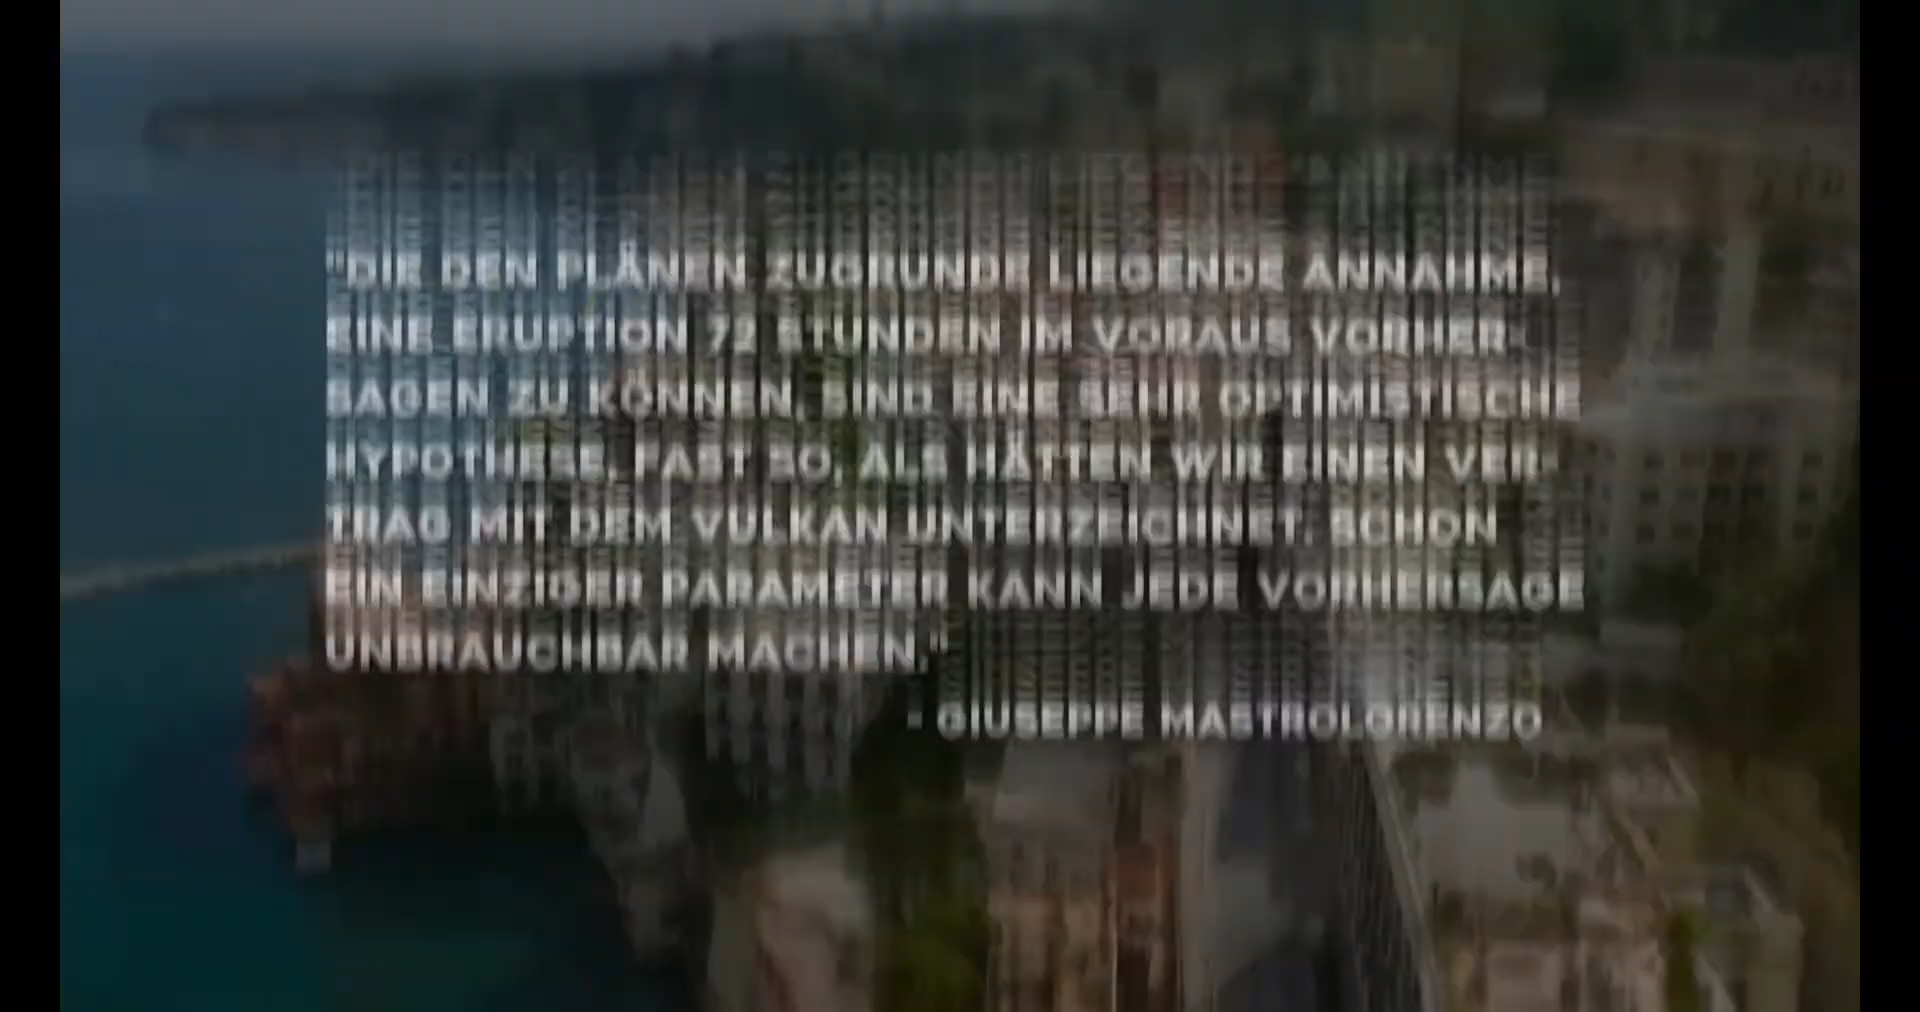 "DIE DEN PLÄNEN ZUGRUNDE LIEGENDE ANNAHME,
EINE ERUPTION 72 STUNDEN IM VORAUS VORHER-
SAGEN ZU KÖNNEN, SIND EINE SEHR OPTIMISTISCHE
HYPOTHESE, FAST SO, ALS HÄTTEN WIR EINEN VER-
TRAG MIT DEM VULKAN UNTERZEICHNET. SCHON
EIN EINZIGER PARAMETER KANN JEDE VORHERSAGE
UNBRAUCHBAR MACHEN."
- GIUSEPPE MASTROLORENZO